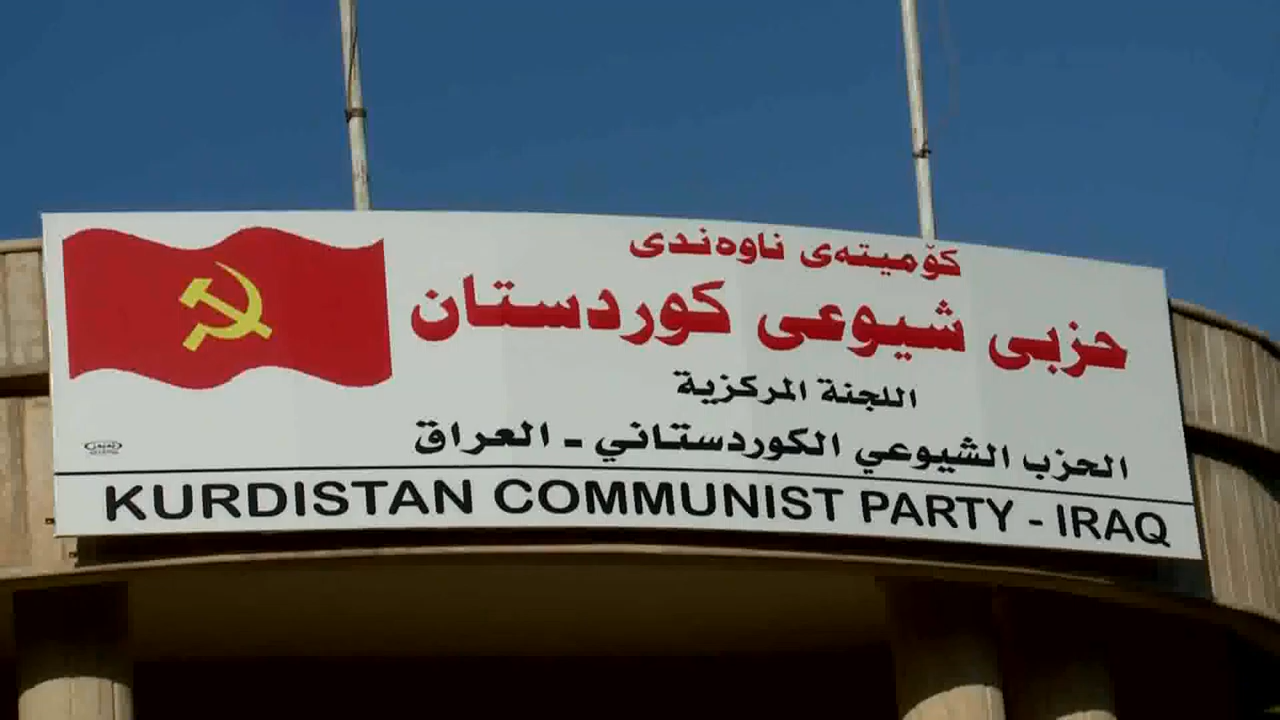 کۆمیتەی ناوەندی
حزبی شیوعی کوردستان
اللجنة المركزية
الحزب الشيوعي الكوردستاني - العراق
KURDISTAN COMMUNIST PARTY - IRAQ